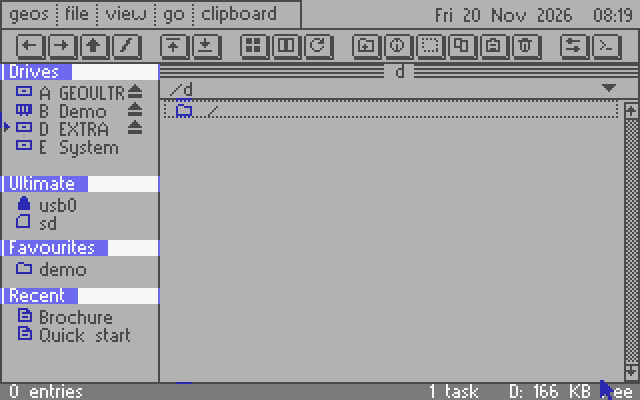 geos file view go clipboard Fri 20 Nov 2026 08:19
Drives
d
A GEOULTR
/d
B Demo
/
D EXTRA
E System
Ultimate
usb0
sd
Favourites
demo
Recent
Brochure
Quick start
0 entries 1 task D: 166 KB